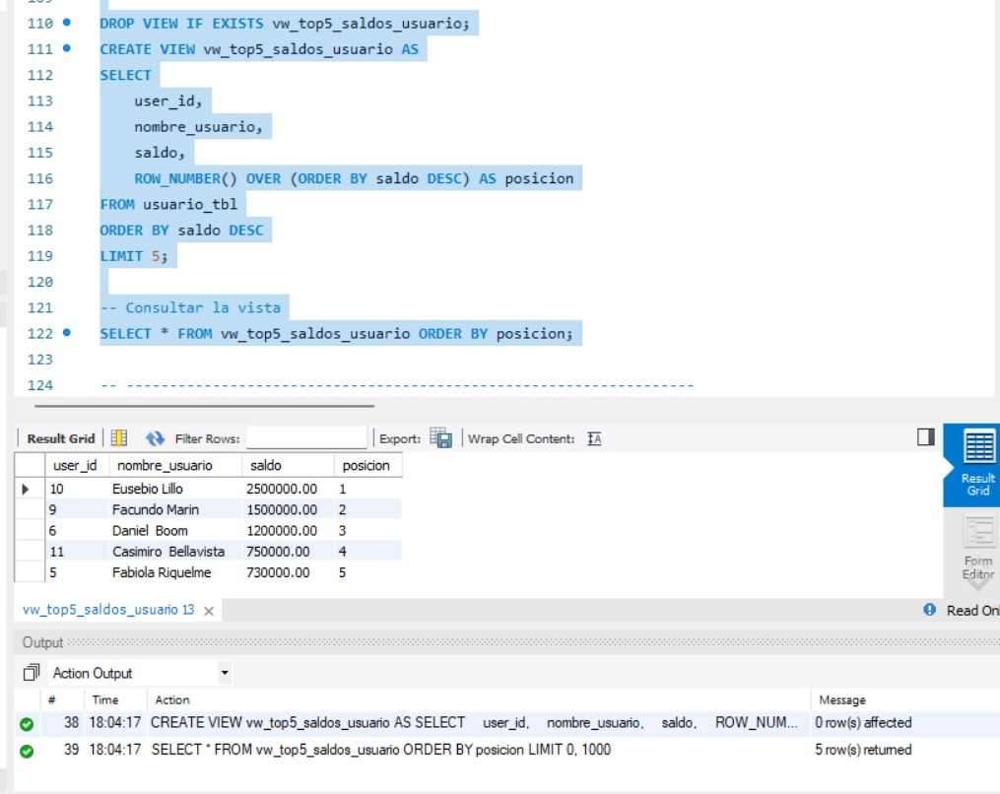 109
110 DROP VIEW IF EXISTS vw_top5_saldos_usuario;
111 CREATE VIEW vw_top5_saldos_usuario AS
112 SELECT
113 user_id,
114 nombre_usuario,
115 saldo,
116 ROW_NUMBER() OVER (ORDER BY saldo DESC) AS posicion
117 FROM usuario_tbl
118 ORDER BY saldo DESC
119 LIMIT 5;
120
121 -- Consultar la vista
122 SELECT * FROM vw_top5_saldos_usuario ORDER BY posicion;
123
124 -- ------------------------------------------------------------------
Result Grid Filter Rows: Export: Wrap Cell Content:
user_id nombre_usuario saldo posicion
10 Eusebio Lillo 2500000.00 1
9 Facundo Marin 1500000.00 2
6 Daniel Boom 1200000.00 3
11 Casimiro Bellavista 750000.00 4
5 Fabiola Riquelme 730000.00 5
Result
Grid
Form
Editor
vw_top5_saldos_usuario 13 Read Onl
Output
Action Output
# Time Action Message
38 18:04:17 CREATE VIEW vw_top5_saldos_usuario AS SELECT user_id, nombre_usuario, saldo, ROW_NUM... 0 row(s) affected
39 18:04:17 SELECT * FROM vw_top5_saldos_usuario ORDER BY posicion LIMIT 0, 1000 5 row(s) returned